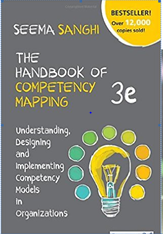 BESTSELLER!
Over 12,000
copies sold!
SEEMA SANGHI
THE
HANDBOOK OF
COMPETENCY
MAPPING
3e
Understanding,
Designing
and
Implementing
Competency
Models
in
Organizations